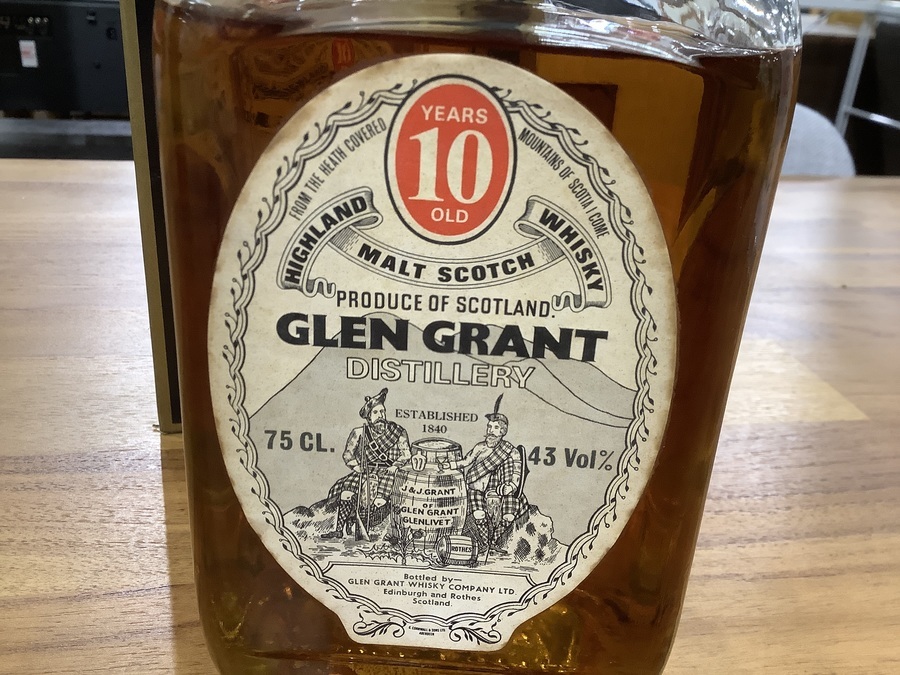 YEARS
10
OLD
FROM THE HEATH COVERED
MOUNTAINS OF SCOTIA I COME
HIGHLAND
MALT SCOTCH
WHISKY
PRODUCE OF SCOTLAND.
GLEN GRANT
DISTILLERY
ESTABLISHED
1840
75 CL.
43 Vol%
J & J. GRANT
OF
GLEN GRANT
GLENLIVET
ROTHES
Bottled by—
GLEN GRANT WHISKY COMPANY LTD.
Edinburgh and Rothes
Scotland.
ABERDEEN